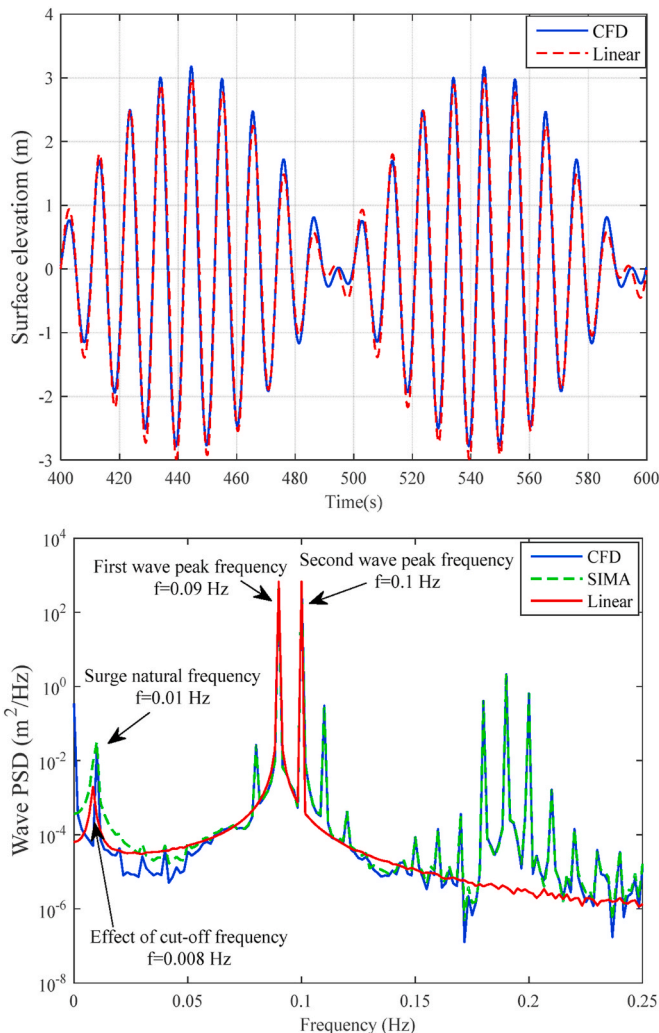 4
3
2
1
0
-1
-2
-3
Surface elevatiom (m)
CFD
Linear
400 420 440 460 480 500 520 540 560 580 600
Time(s)
10^4
10^2
10^0
10^-2
10^-4
10^-6
10^-8
Wave PSD (m^2/Hz)
First wave peak frequency
f=0.09 Hz
Second wave peak frequency
f=0.1 Hz
CFD
SIMA
Linear
Surge natural frequency
f=0.01 Hz
Effect of cut-off frequency
f=0.008 Hz
0 0.05 0.1 0.15 0.2 0.25
Frequency (Hz)